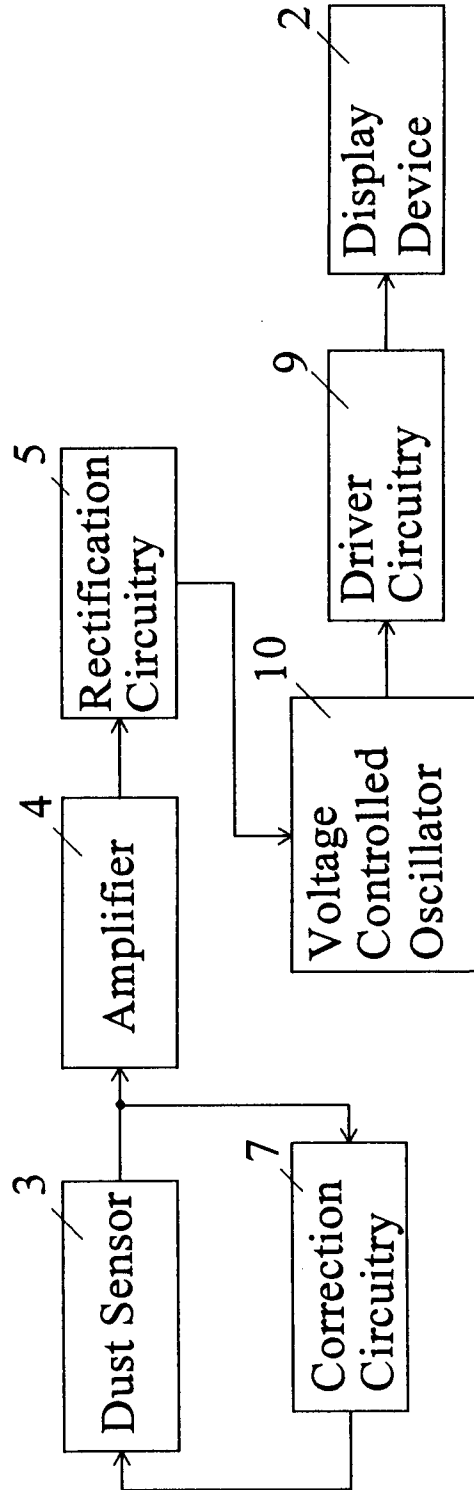 3
Dust Sensor
4
Amplifier
5
Rectification
Circuitry
7
Correction
Circuitry
10
Voltage
Controlled
Oscillator
9
Driver
Circuitry
2
Display
Device